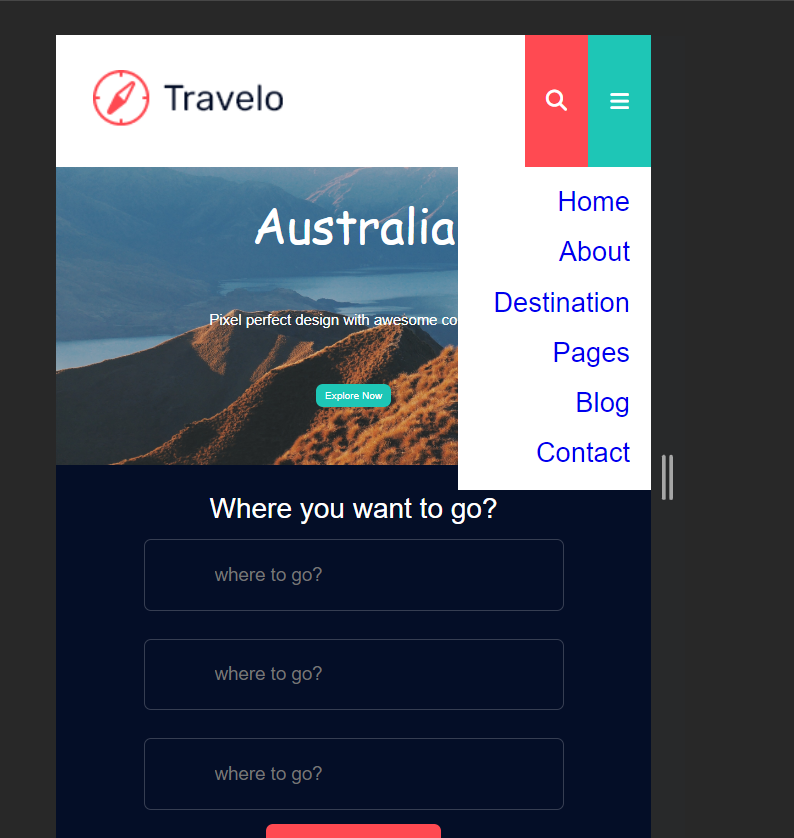 Travelo
Home
Australia
About
Destination
Pixel perfect design with awesome co
Pages
Explore Now
Blog
Contact
Where you want to go?
where to go?
where to go?
where to go?